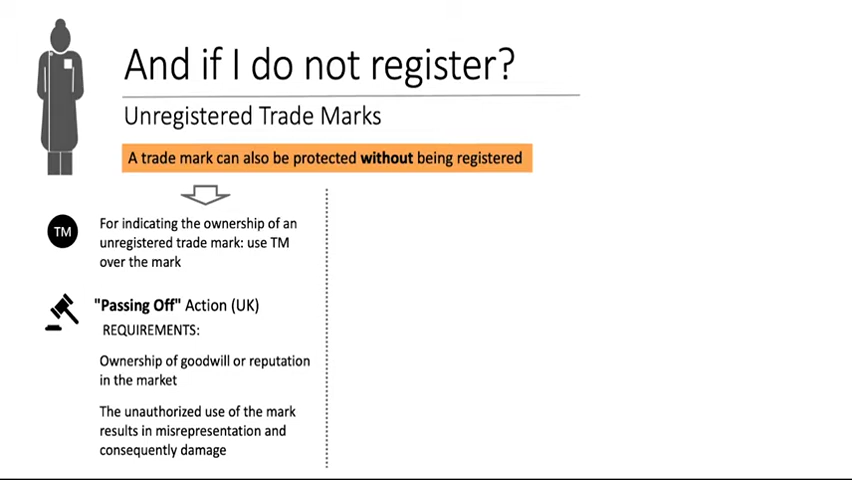 And if I do not register?
Unregistered Trade Marks
A trade mark can also be protected without being registered
TM
For indicating the ownership of an
unregistered trade mark: use TM
over the mark
"Passing Off" Action (UK)
REQUIREMENTS:
Ownership of goodwill or reputation
in the market
The unauthorized use of the mark
results in misrepresentation and
consequently damage